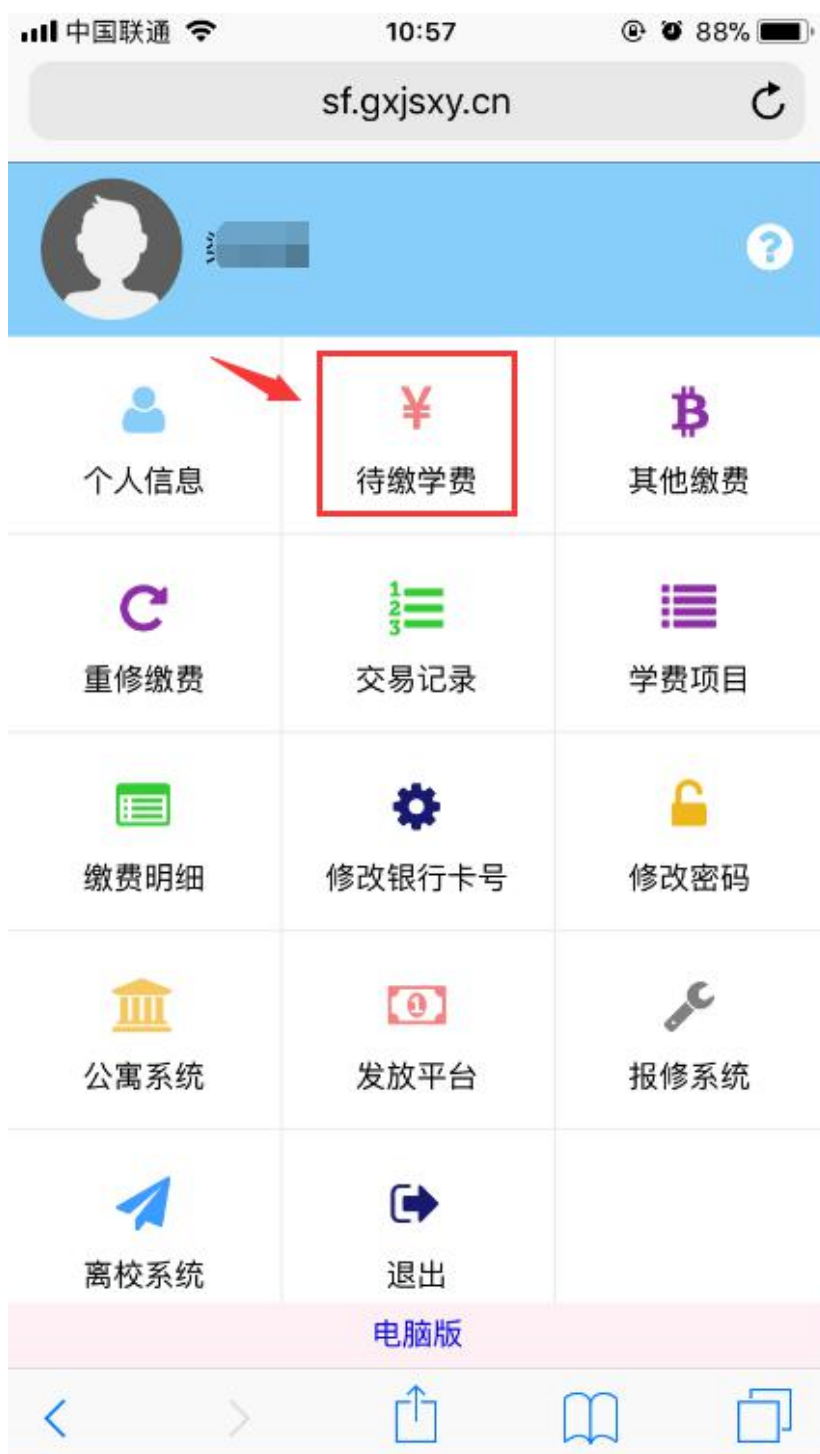 中国联通 10:57 88%
sf.gxjsxy.cn
?
个人信息 待缴学费 其他缴费
重修缴费 交易记录 学费项目
缴费明细 修改银行卡号 修改密码
公寓系统 发放平台 报修系统
离校系统 退出
电脑版